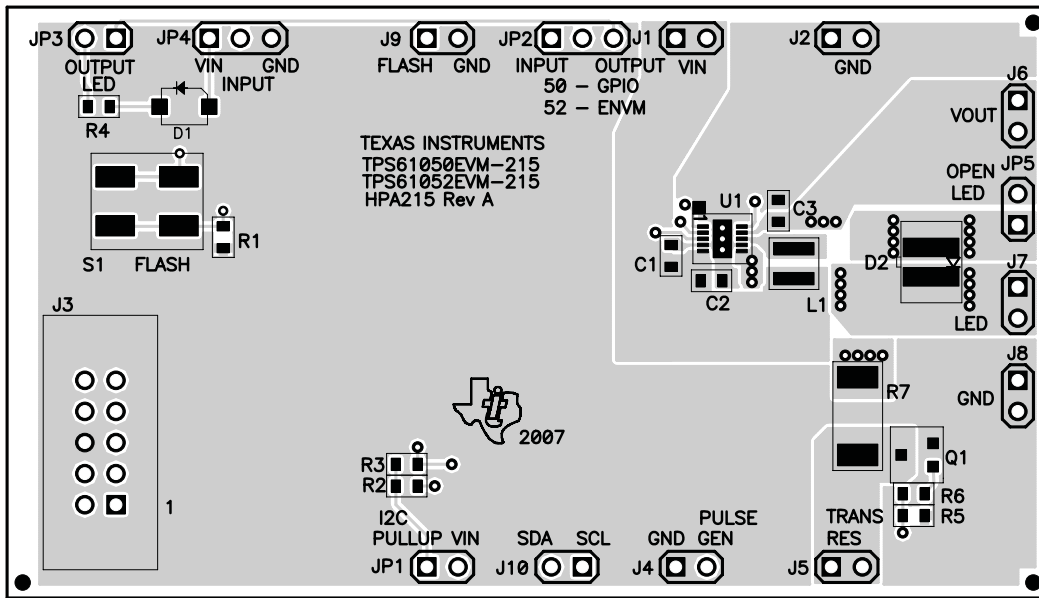 JP3 JP4 J9 JP2 J1 J2
OUTPUT VIN GND FLASH GND INPUT OUTPUT VIN GND
LED INPUT
50 – GPIO
52 – ENVM
J6
VOUT
R4 D1
TEXAS INSTRUMENTS
TPS61050EVM–215
TPS61052EVM–215
HPA215 Rev A
OPEN JP5
LED
U1 C3
R1
S1 FLASH
C1 C2 L1 D2
J7
LED
J3
J8
R7
GND
2007
R3
R2
Q1
1
R6
R5
I2C
PULLUP VIN SDA SCL GND PULSE
GEN
TRANS
RES
JP1 J10 J4 J5